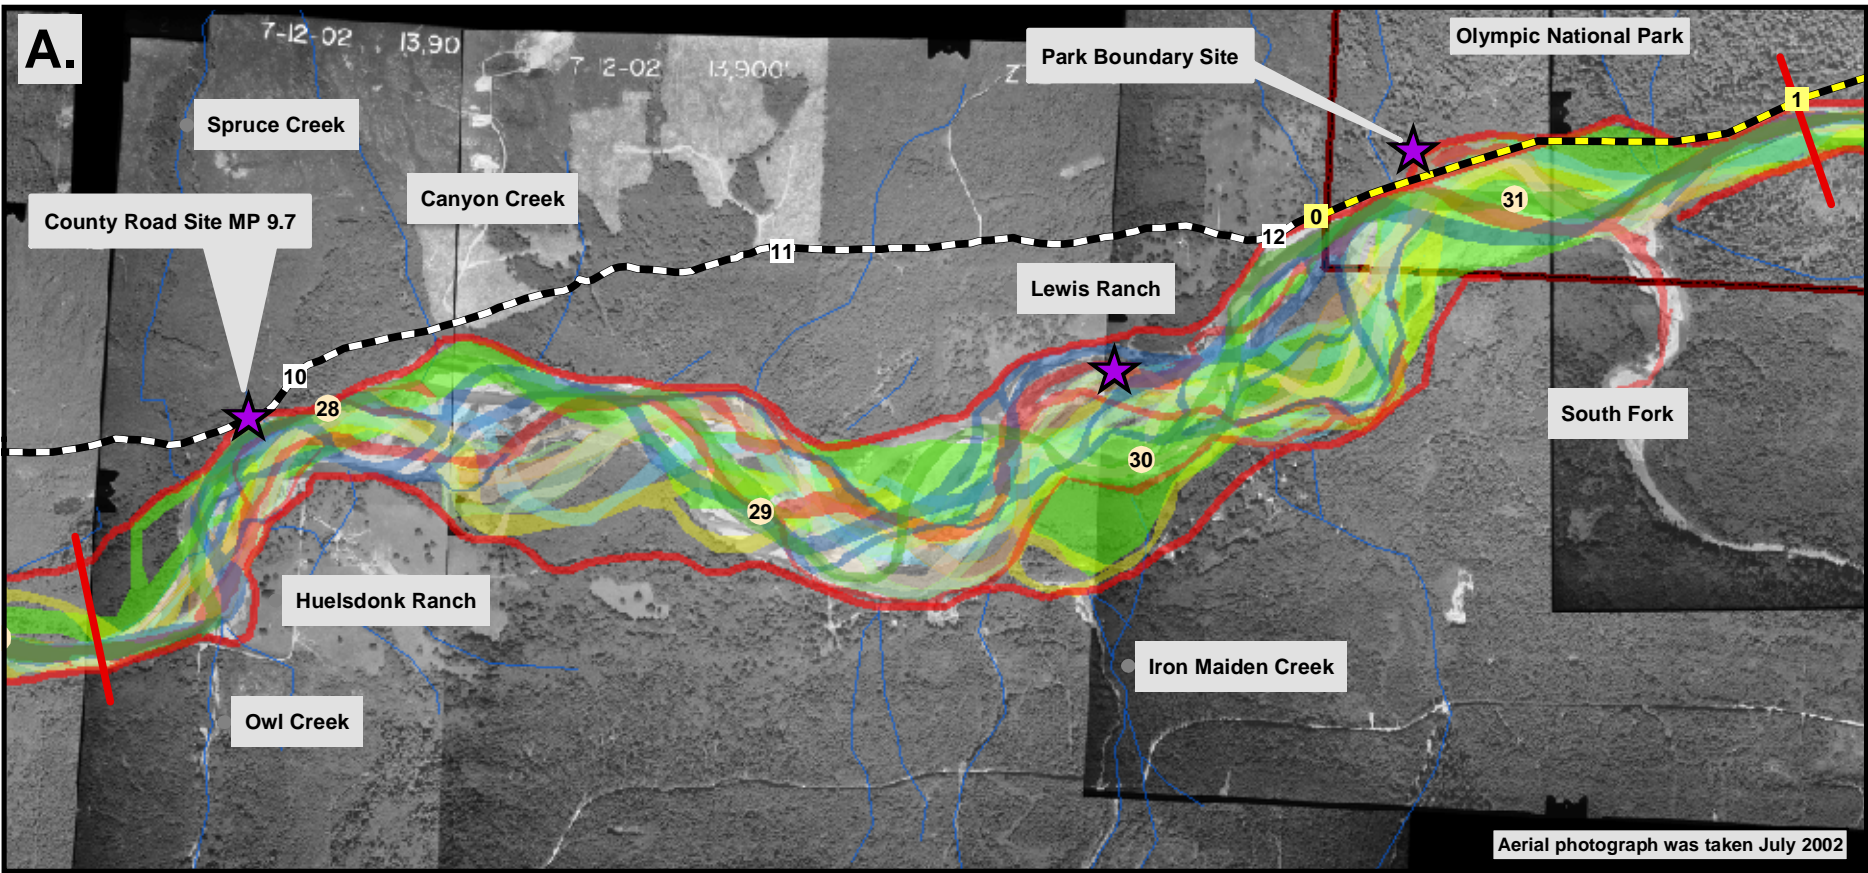 A.
7-12-02 13,90
7 12-02 13,900'
Z
Olympic National Park
Park Boundary Site
1
Spruce Creek
Canyon Creek
31
County Road Site MP 9.7
0
12
11
Lewis Ranch
10
28
South Fork
30
29
Huelsdonk Ranch
Iron Maiden Creek
Owl Creek
Aerial photograph was taken July 2002